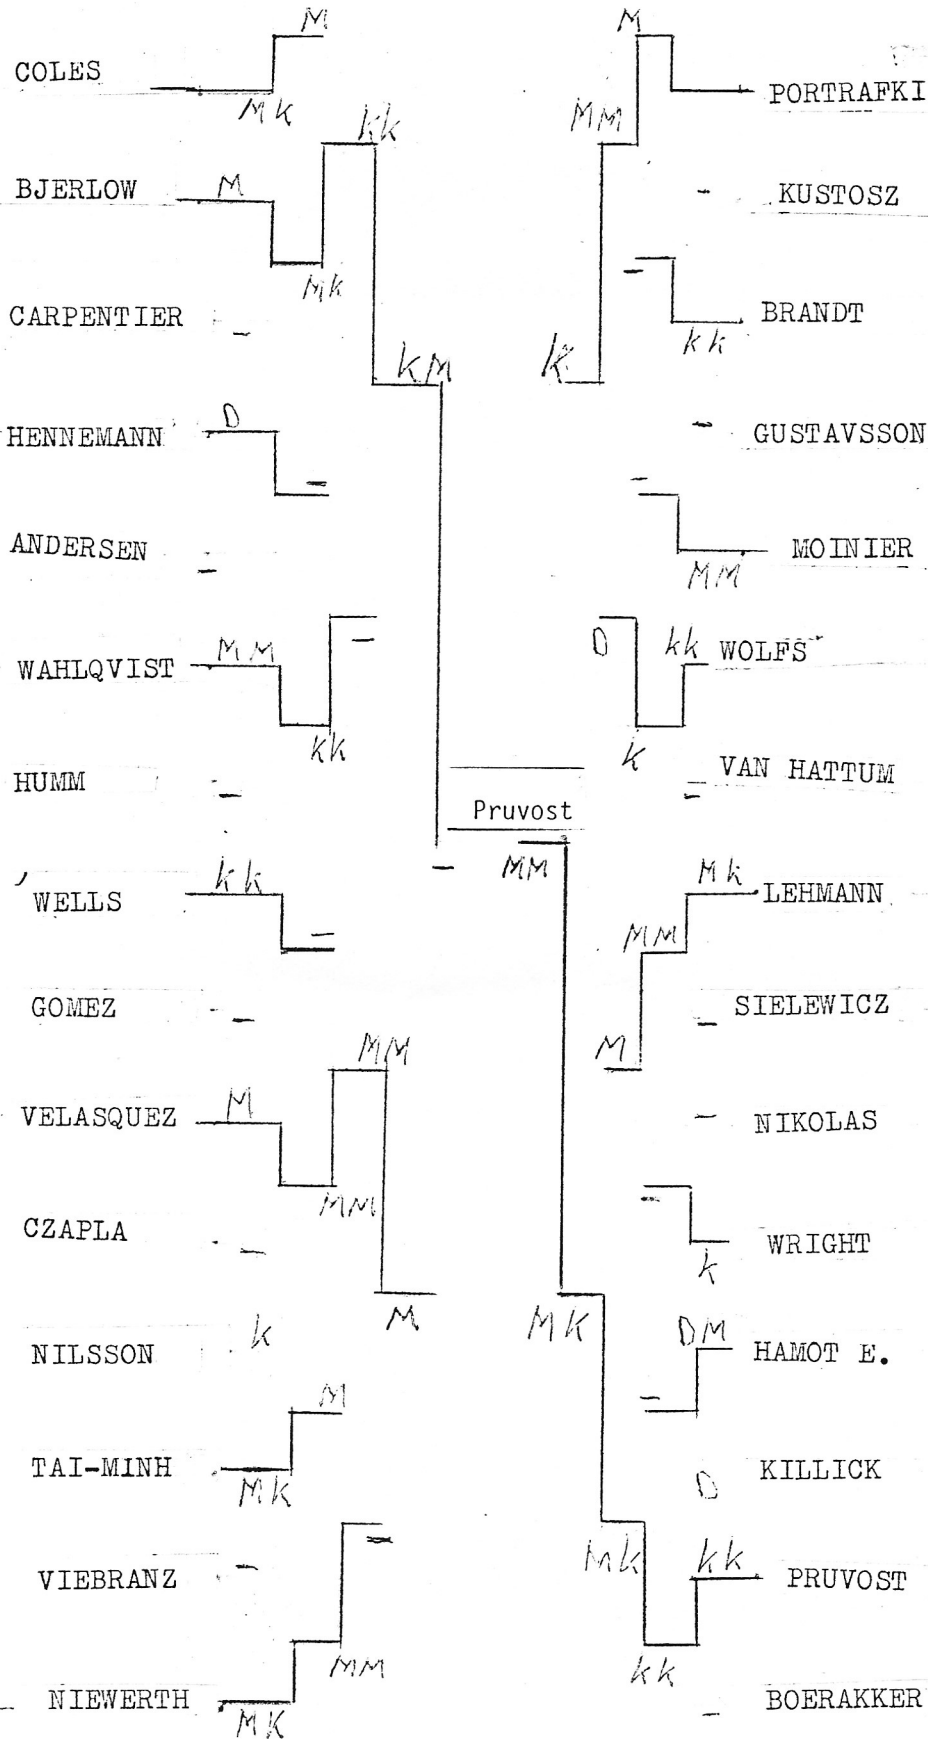 M M
COLES PORTRAFKI
MK kk MM
BJERLOW M KUSTOSZ
MK
CARPENTIER - - BRANDT
kk
KM k
HENNEMANN D - GUSTAVSSON
- -
ANDERSEN - MOINIER
MM
WAHLQVIST MM - D kk WOLFS
kk k
HUMM - - VAN HATTUM
Pruvost
- MM
WELLS kk Mk LEHMANN
- MM
GOMEZ - - SIELEWICZ
MM M
VELASQUEZ M - NIKOLAS
MM -
CZAPLA - WRIGHT
k
M MK
NILSSON k DM HAMOT E.
M -
TAI-MINH KILLICK
MK D
- Mk kk
VIEBRANZ - PRUVOST
MM kk
NIEWERTH - BOERAKKER
MK